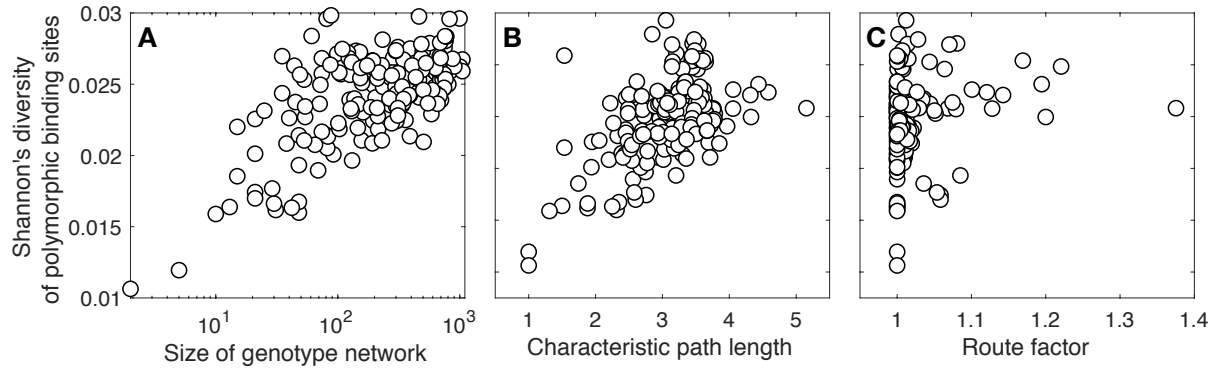 Shannon's diversity
of polymorphic binding sites
0.03
0.025
0.02
0.015
0.01
A
10¹
10²
10³
Size of genotype network
B
1
2
3
4
5
Characteristic path length
C
1
1.1
1.2
1.3
1.4
Route factor